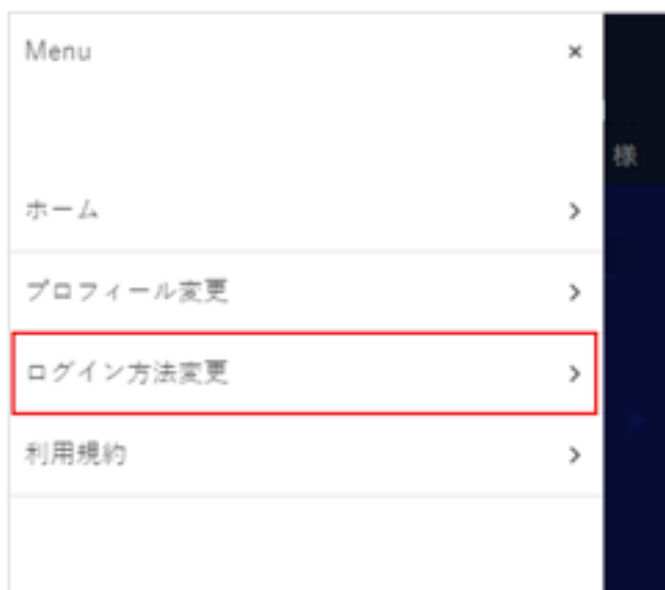 Menu ×
様
ホーム
プロフィール変更
ログイン方法変更
利用規約